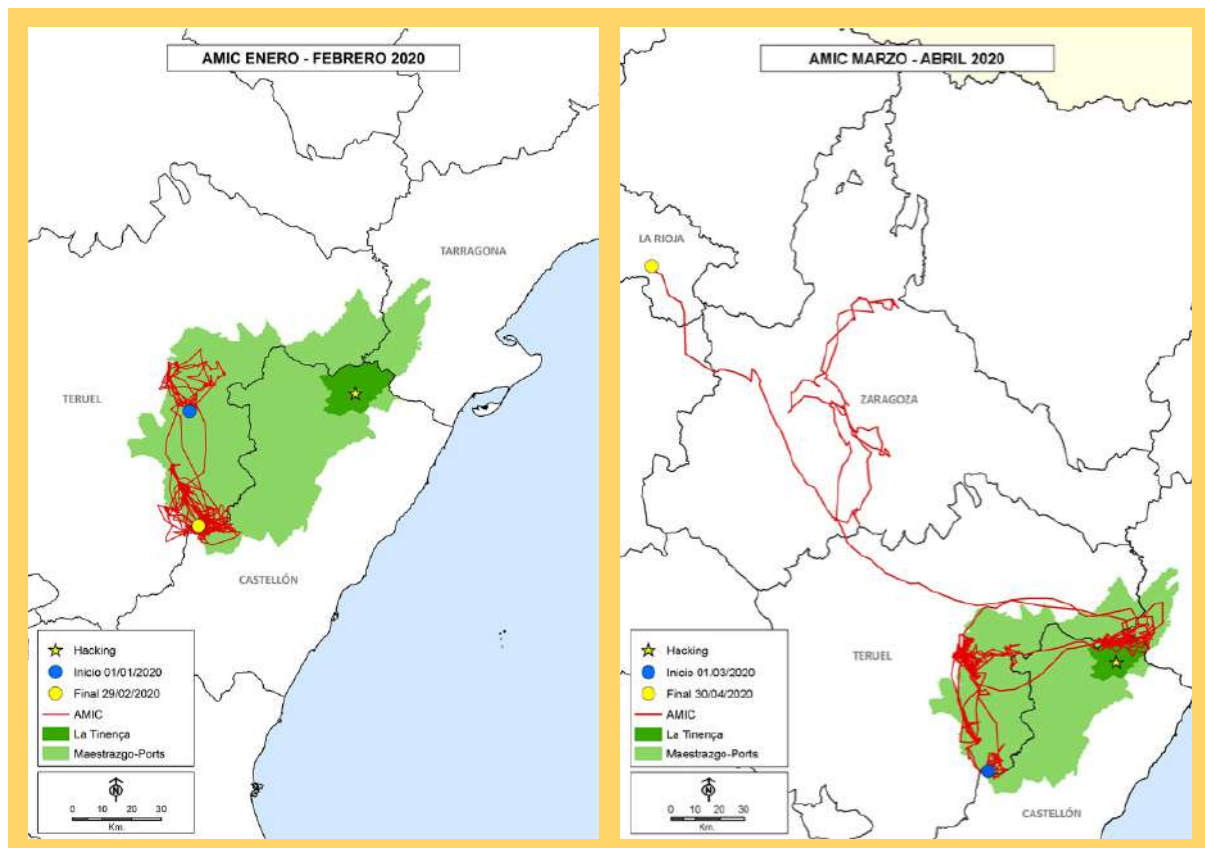 AMIC ENERO - FEBRERO 2020
TARRAGONA
TERUEL
CASTELLÓN
Hacking
Inicio 01/01/2020
Final 29/02/2020
AMIC
La Tinença
Maestrazgo-Ports
N
0 10 20 30
Km.
AMIC MARZO - ABRIL 2020
LA RIOJA
ZARAGOZA
TERUEL
CASTELLÓN
Hacking
Inicio 01/03/2020
Final 30/04/2020
AMIC
La Tinença
Maestrazgo-Ports
N
0 10 20 30
Km.